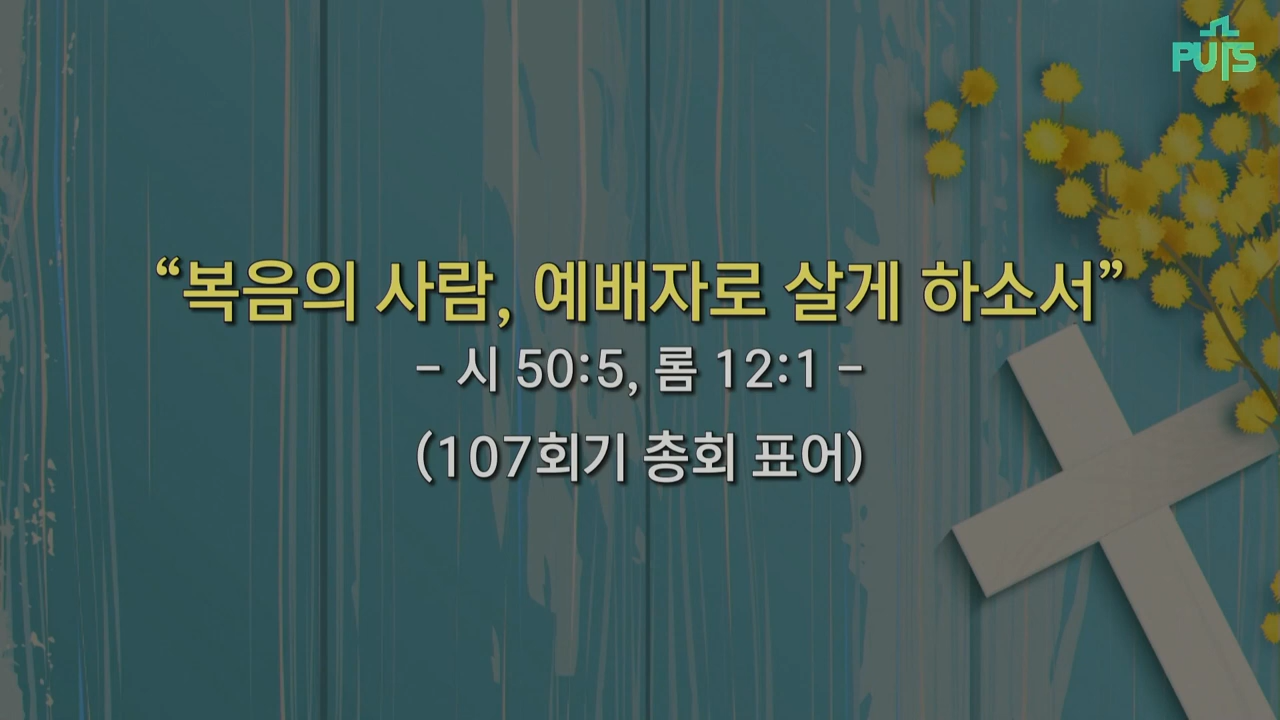 PUTS
“복음의 사람, 예배자로 살게 하소서”
- 시 50:5, 롬 12:1 -
(107회기 총회 표어)